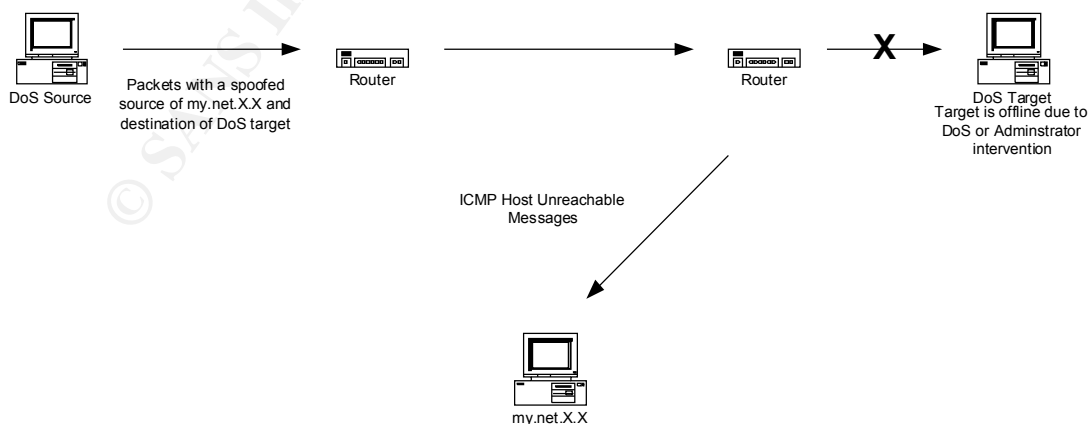 © SANS I
DoS Source
Packets with a spoofed
source of my.net.X.X and
destination of DoS target
Router
Router
X
DoS Target
Target is offline due to
DoS or Adminstrator
intervention
ICMP Host Unreachable
Messages
my.net.X.X